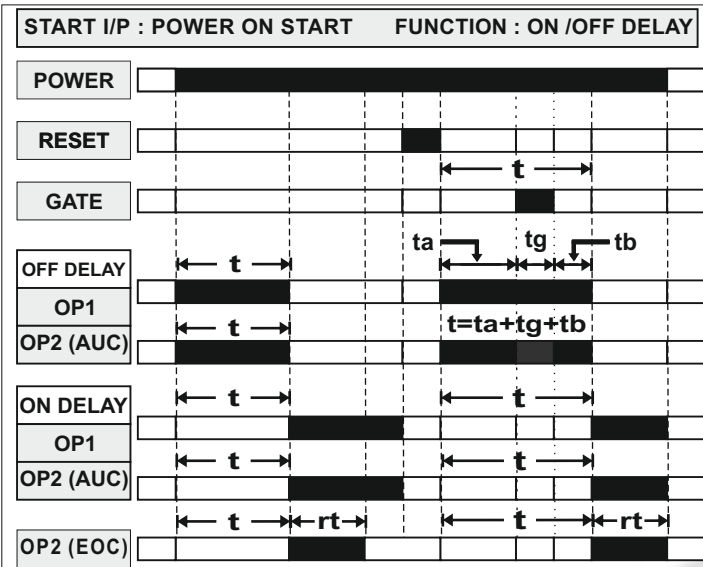 START I/P : POWER ON START FUNCTION : ON /OFF DELAY
POWER
RESET
t
GATE
ta tg tb
OFF DELAY t
OP1
t t=ta+tg+tb
OP2 (AUC)
ON DELAY t t
OP1
t t
OP2 (AUC)
t rt t rt
OP2 (EOC)